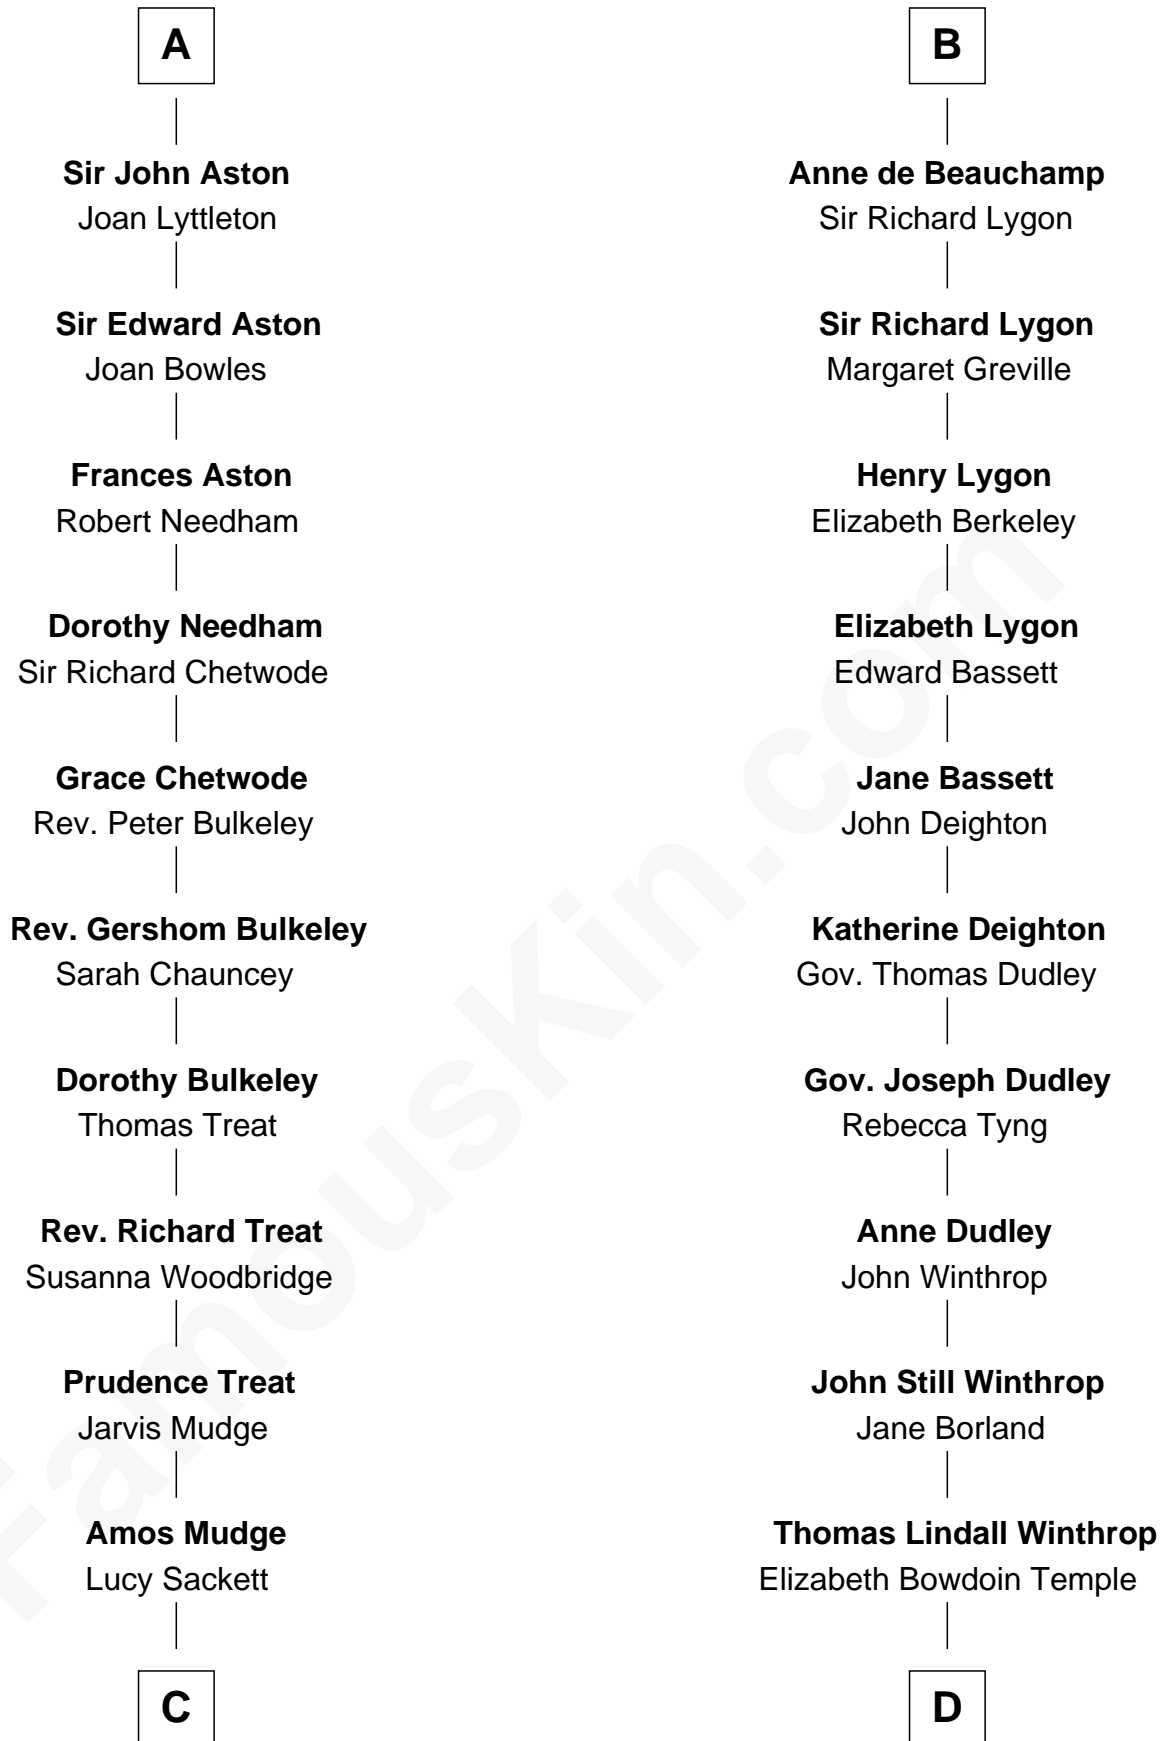 A
Sir John Aston
Joan Lyttleton
Sir Edward Aston
Joan Bowles
Frances Aston
Robert Needham
Dorothy Needham
Sir Richard Chetwode
Grace Chetwode
Rev. Peter Bulkeley
Rev. Gershom Bulkeley
Sarah Chauncey
Dorothy Bulkeley
Thomas Treat
Rev. Richard Treat
Susanna Woodbridge
Prudence Treat
Jarvis Mudge
Amos Mudge
Lucy Sackett
C
B
Anne de Beauchamp
Sir Richard Lygon
Sir Richard Lygon
Margaret Greville
Henry Lygon
Elizabeth Berkeley
Elizabeth Lygon
Edward Bassett
Jane Bassett
John Deighton
Katherine Deighton
Gov. Thomas Dudley
Gov. Joseph Dudley
Rebecca Tyng
Anne Dudley
John Winthrop
John Still Winthrop
Jane Borland
Thomas Lindall Winthrop
Elizabeth Bowdoin Temple
D
FamousKin.com